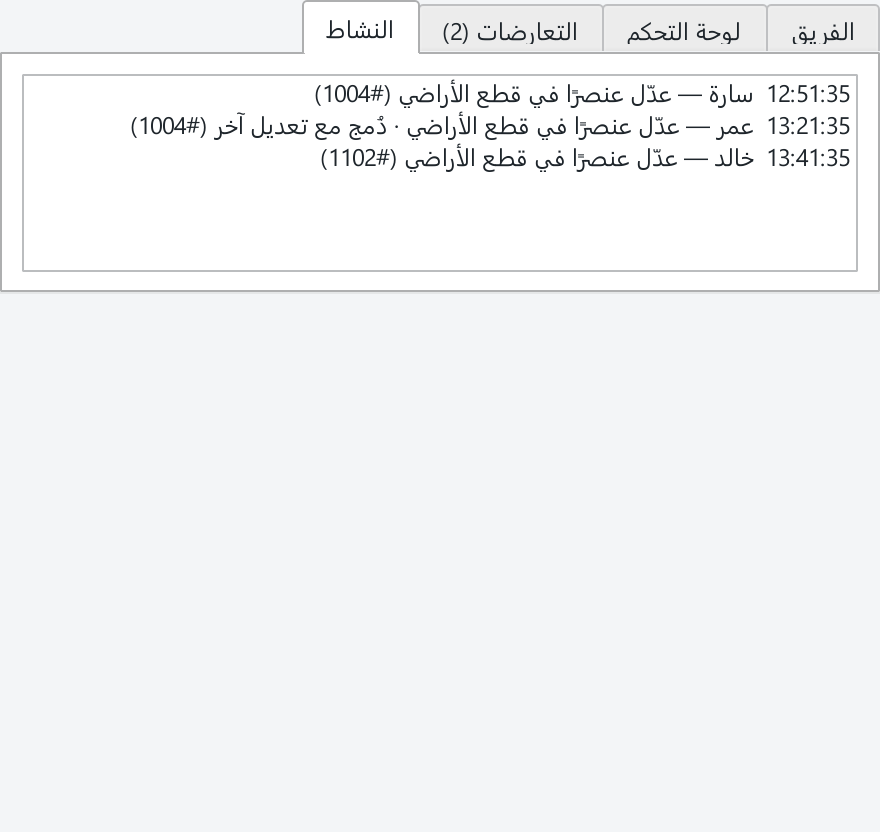 الفريق
لوحة التحكم
التعارضات (2)
النشاط
12:51:35 سارة — عدّل عنصرًا في قطع الأراضي (#1004)
13:21:35 عمر — عدّل عنصرًا في قطع الأراضي · دُمج مع تعديل آخر (#1004)
13:41:35 خالد — عدّل عنصرًا في قطع الأراضي (#1102)